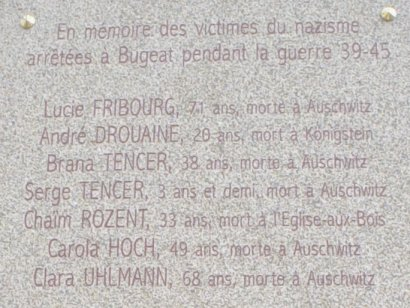 En mémoire des victimes du nazisme
arrêtées à Bugeat pendant la guerre 39-45
Lucie FRIBOURG, 71 ans, morte à Auschwitz
André DROUAINE, 20 ans, mort à Königstein
Brana TENCER, 38 ans, morte à Auschwitz
Serge TENCER, 3 ans et demi, mort à Auschwitz
Chaim ROZENT, 33 ans, mort à l'Eglise-aux-Bois
Carola HOCH, 49 ans, morte à Auschwitz
Clara UHLMANN, 68 ans, morte à Auschwitz